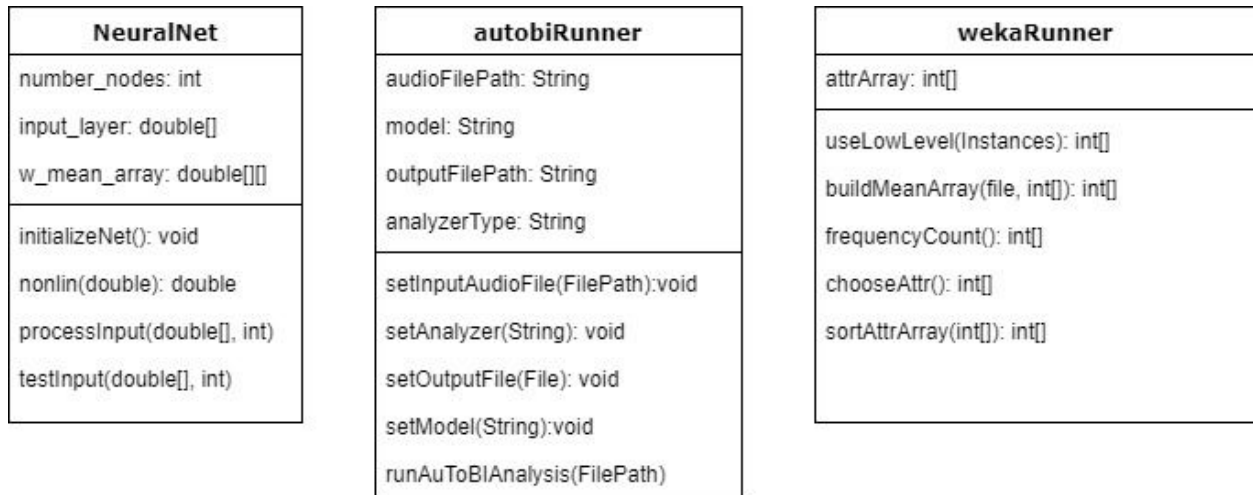 NeuralNet
number_nodes: int
input_layer: double[]
w_mean_array: double[][]
initializeNet(): void
nonlin(double): double
processInput(double[], int)
testInput(double[], int)
autobiRunner
audioFilePath: String
model: String
outputFilePath: String
analyzerType: String
setInputAudioFile(FilePath):void
setAnalyzer(String): void
setOutputFile(File): void
setModel(String):void
runAuToBIAnalysis(FilePath)
wekaRunner
attrArray: int[]
useLowLevel(Instances): int[]
buildMeanArray(file, int[]): int[]
frequencyCount(): int[]
chooseAttr(): int[]
sortAttrArray(int[]): int[]